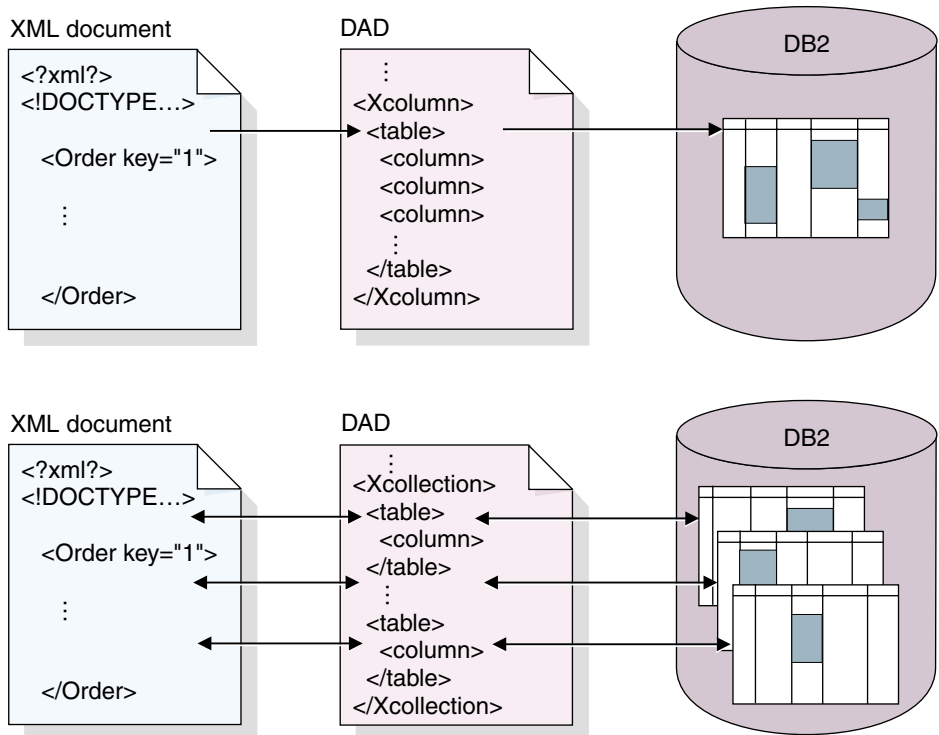 XML document
<?xml?>
<!DOCTYPE…>
<Order key="1">
⋮
</Order>
DAD
⋮
<Xcolumn>
<table>
<column>
<column>
<column>
⋮
</table>
</Xcolumn>
DB2
XML document
<?xml?>
<!DOCTYPE…>
<Order key="1">
⋮
</Order>
DAD
⋮
<Xcollection>
<table>
<column>
</table>
⋮
<table>
<column>
</table>
</Xcollection>
DB2